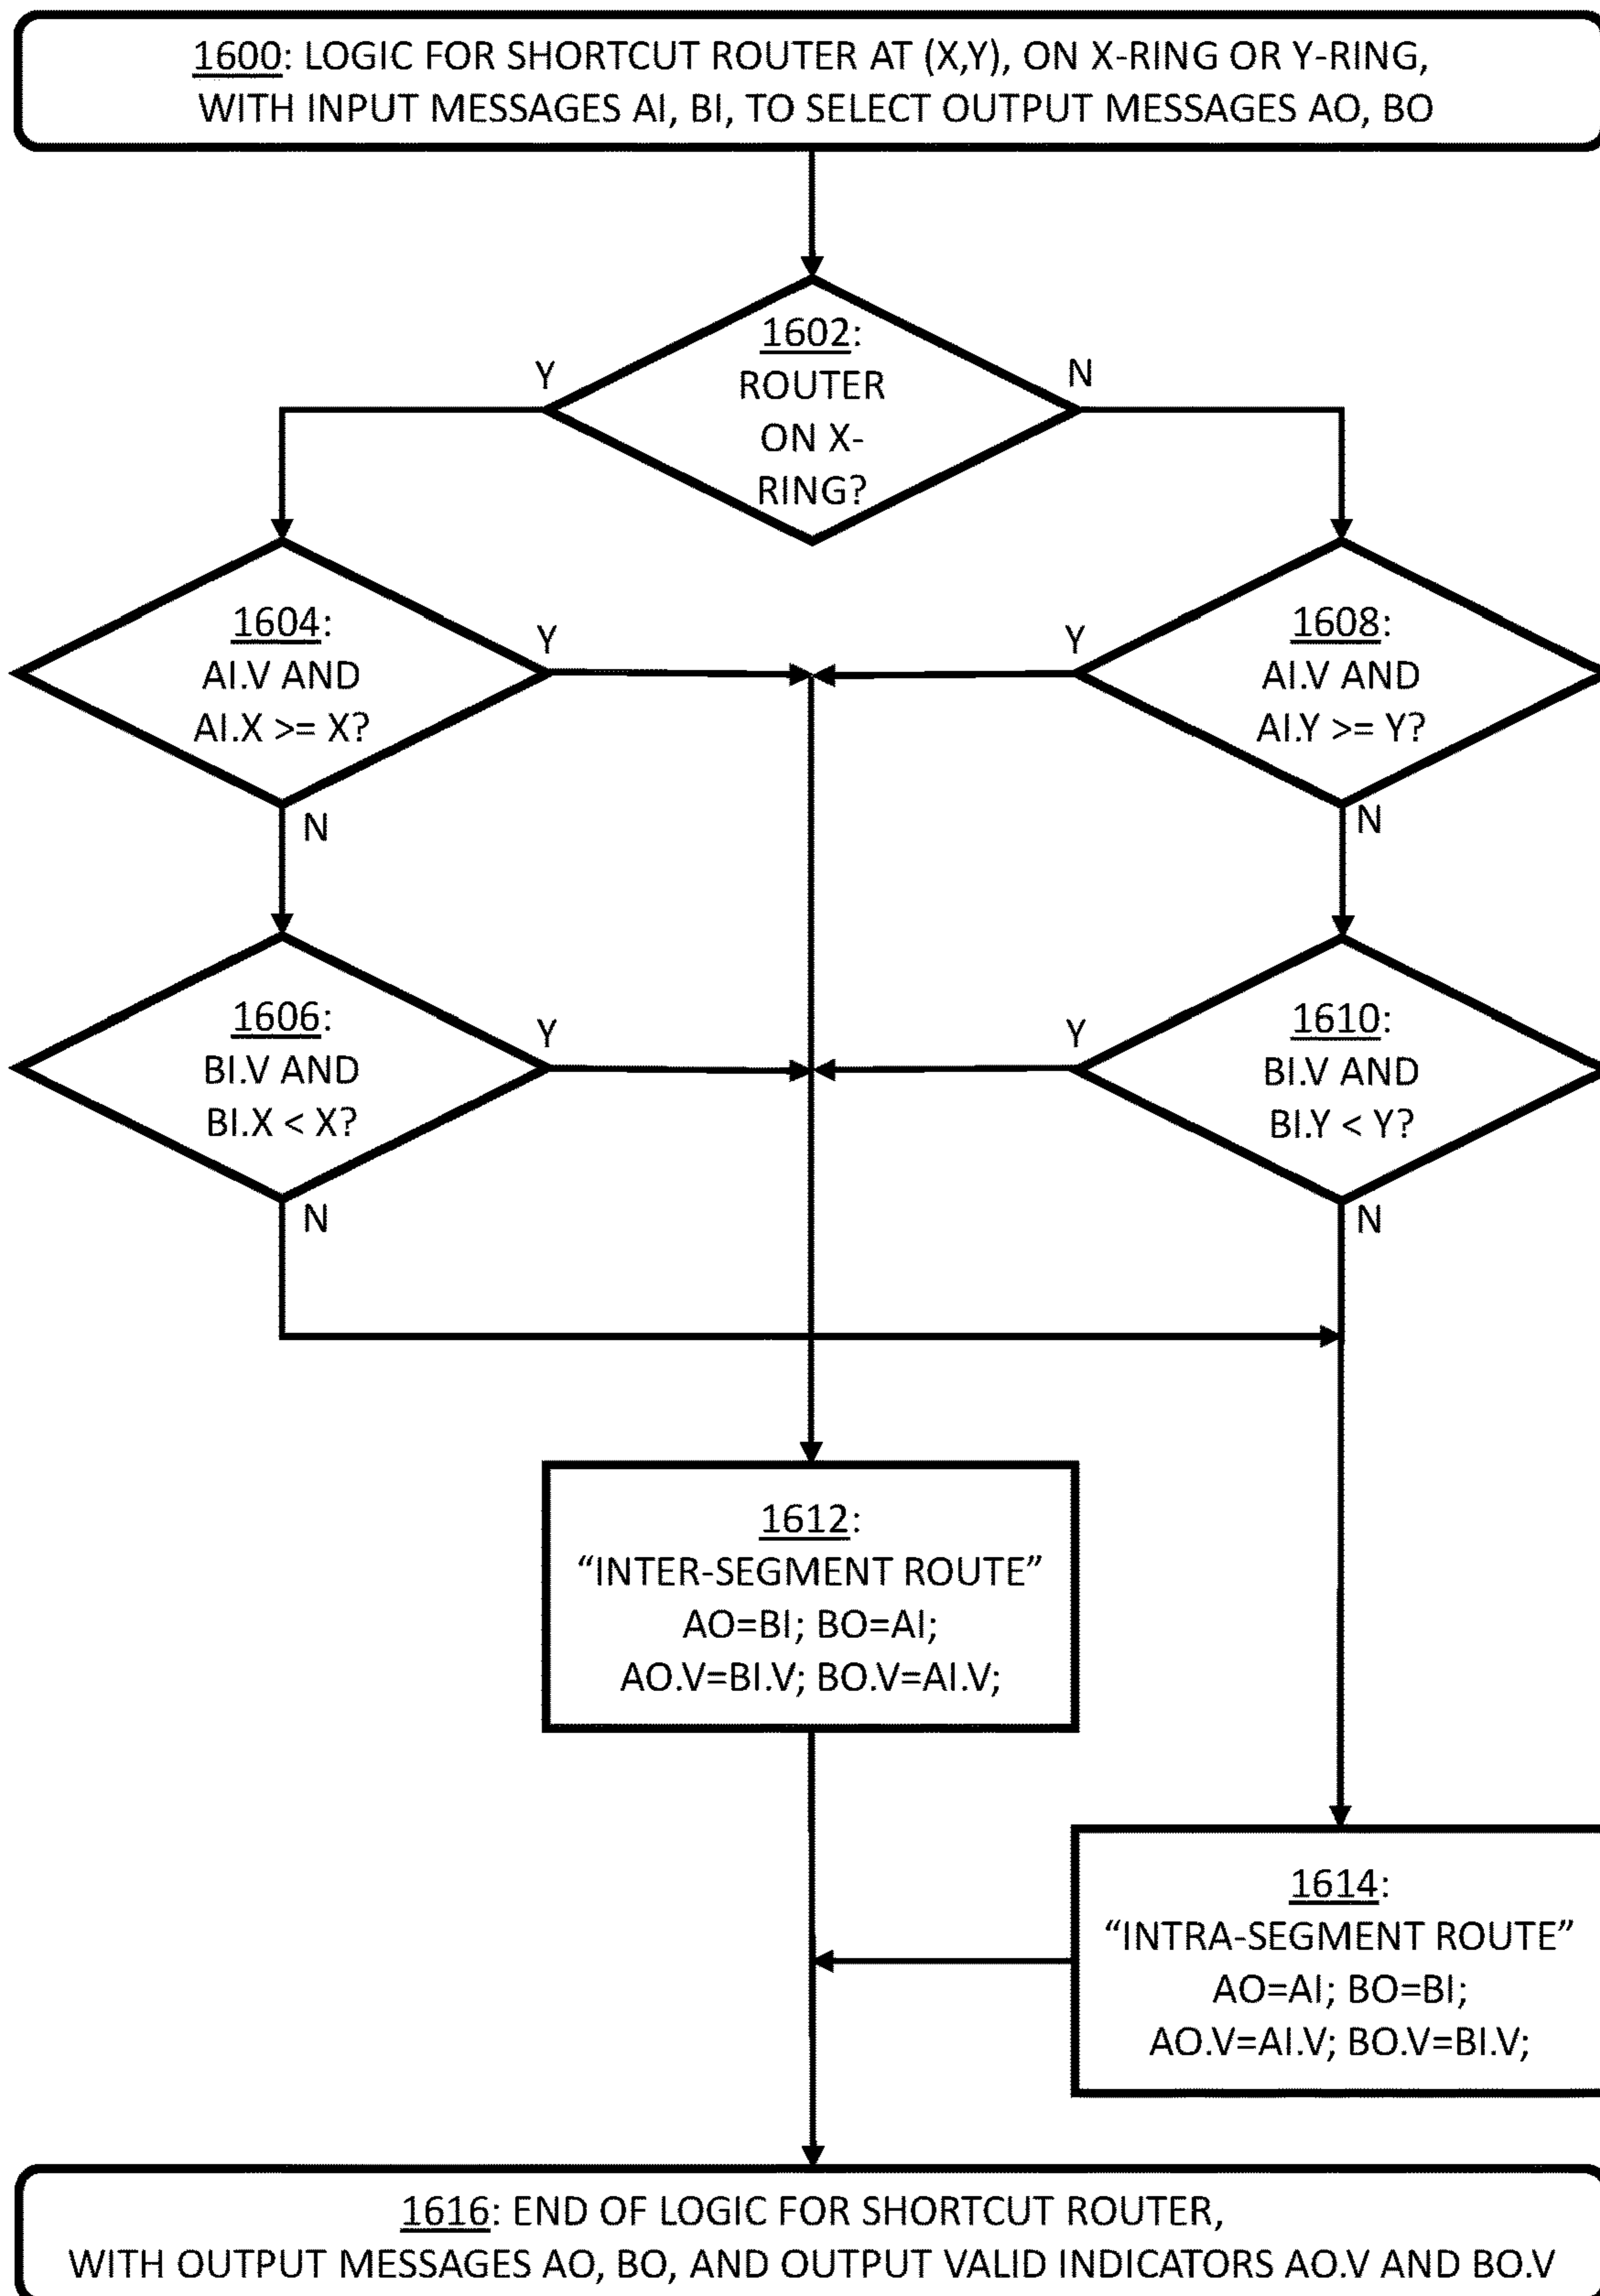 1600: LOGIC FOR SHORTCUT ROUTER AT (X,Y), ON X-RING OR Y-RING,
WITH INPUT MESSAGES AI, BI, TO SELECT OUTPUT MESSAGES AO, BO
1602:
ROUTER
ON X-
RING?
Y
N
1604:
AI.V AND
AI.X >= X?
Y
N
1608:
AI.V AND
AI.Y >= Y?
Y
N
1606:
BI.V AND
BI.X < X?
Y
N
1610:
BI.V AND
BI.Y < Y?
Y
N
1612:
“INTER-SEGMENT ROUTE”
AO=BI; BO=AI;
AO.V=BI.V; BO.V=AI.V;
1614:
“INTRA-SEGMENT ROUTE”
AO=AI; BO=BI;
AO.V=AI.V; BO.V=BI.V;
1616: END OF LOGIC FOR SHORTCUT ROUTER,
WITH OUTPUT MESSAGES AO, BO, AND OUTPUT VALID INDICATORS AO.V AND BO.V